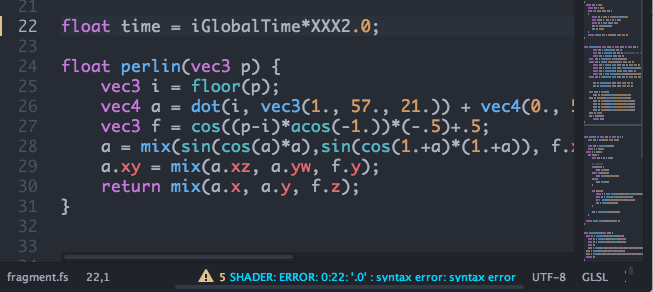 21
22 float time = iGlobalTime*XXX2.0;
23
24 float perlin(vec3 p) {
25 vec3 i = floor(p);
26 vec4 a = dot(i, vec3(1., 57., 21.)) + vec4(0.,
27 vec3 f = cos((p-i)*acos(-1.))*(-.5)+.5;
28 a = mix(sin(cos(a)*a),sin(cos(1.+a)*(1.+a)),
29 a.xy = mix(a.xz, a.yw, f.y);
30 return mix(a.x, a.y, f.z);
31 }
32
33
fragment.fs 22,1 5 SHADER: ERROR: 0:22: '.0' : syntax error: syntax error UTF-8 GLSL